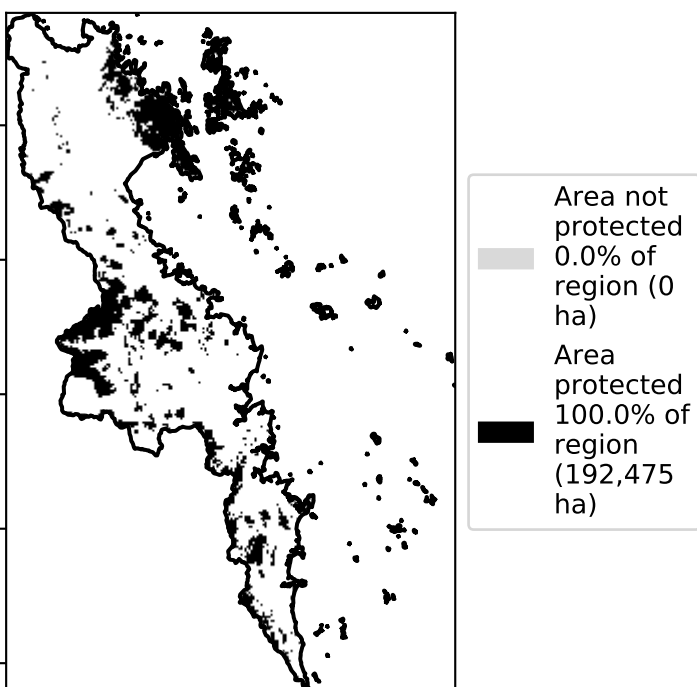 Area not
protected
0.0% of
region (0
ha)
Area
protected
100.0% of
region
(192,475
ha)